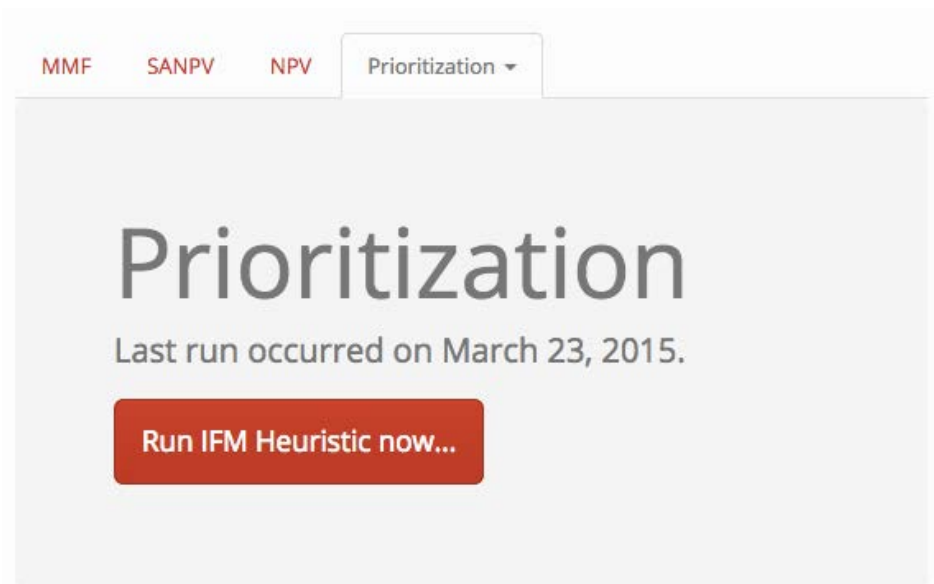 MMF SANPV NPV Prioritization
Prioritization
Last run occurred on March 23, 2015.
Run IFM Heuristic now...